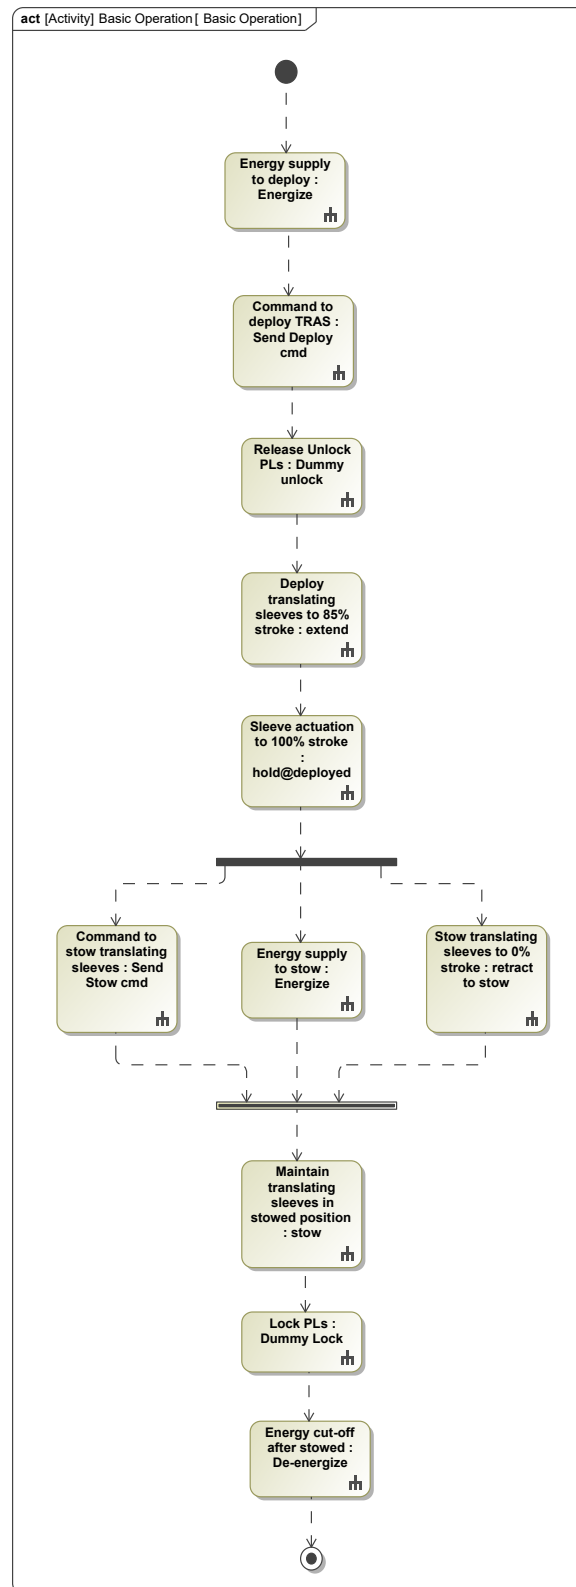 act [Activity] Basic Operation [ Basic Operation]
Energy supply
to deploy :
Energize
Command to
deploy TRAS :
Send Deploy
cmd
Release Unlock
PLs : Dummy
unlock
Deploy
translating
sleeves to 85%
stroke : extend
Sleeve actuation
to 100% stroke
:
hold@deployed
Command to
stow translating
sleeves : Send
Stow cmd
Energy supply
to stow :
Energize
Stow translating
sleeves to 0%
stroke : retract
to stow
Maintain
translating
sleeves in
stowed position
: stow
Lock PLs :
Dummy Lock
Energy cut-off
after stowed :
De-energize